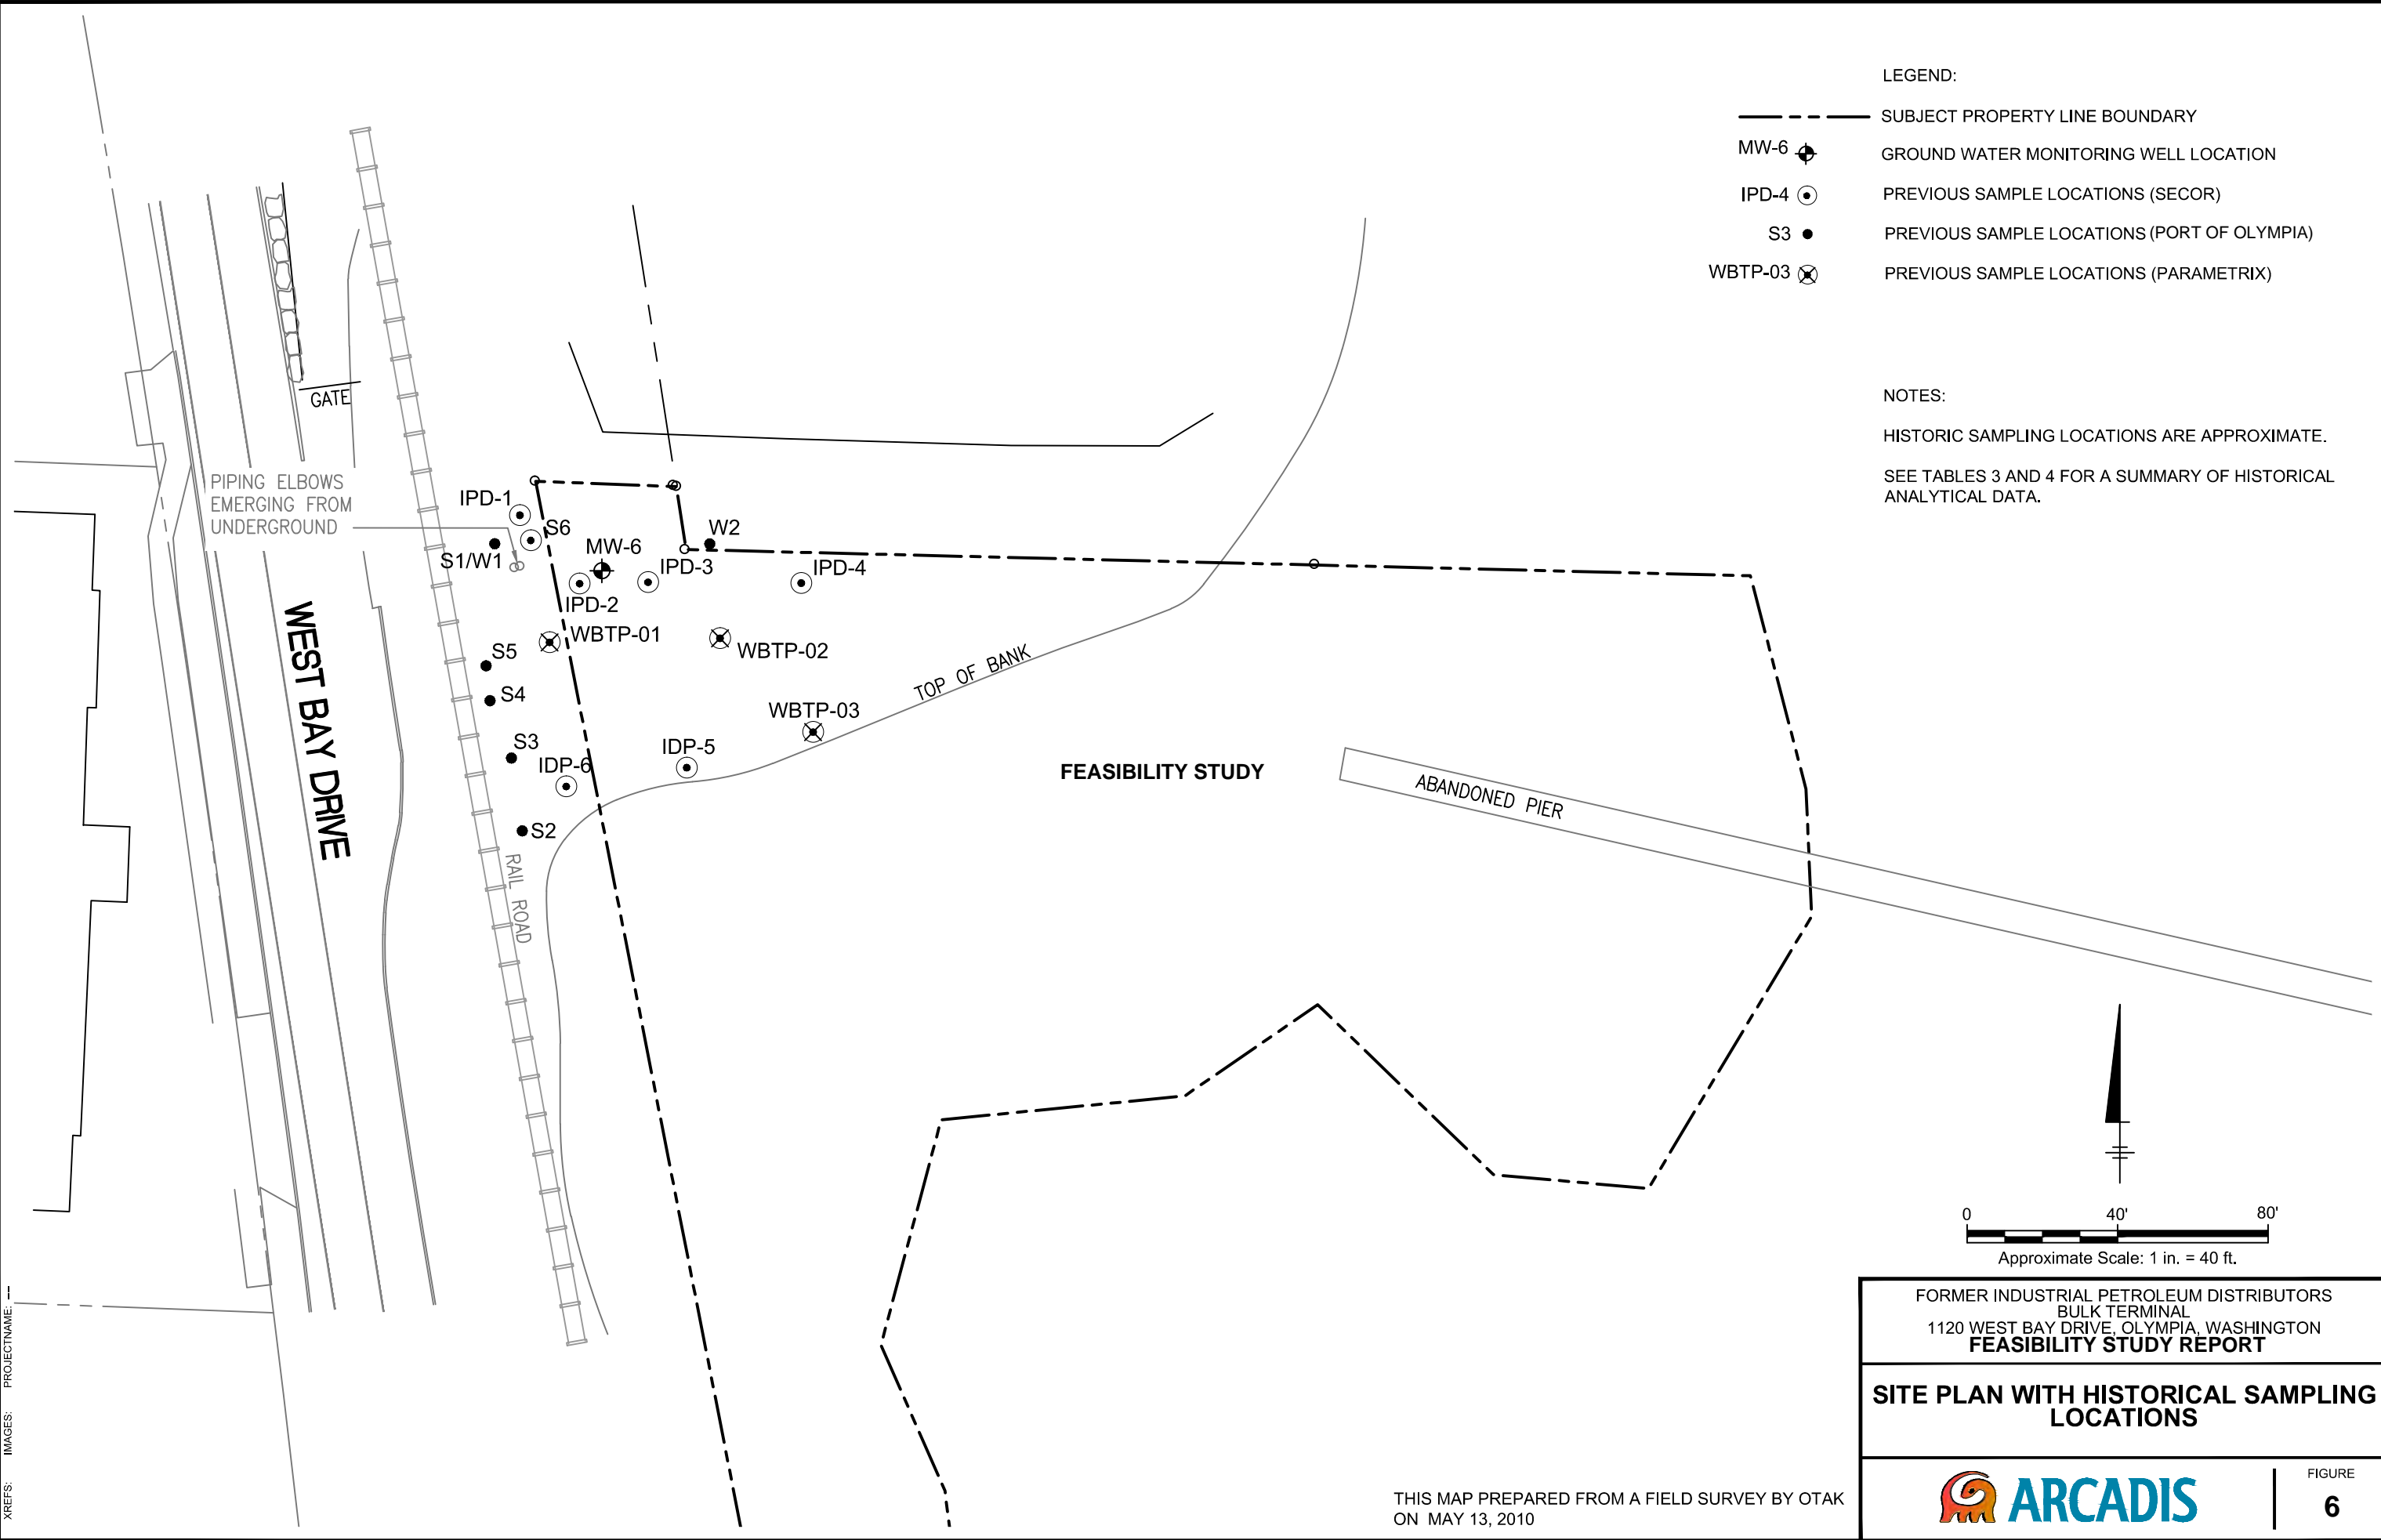 LEGEND:
SUBJECT PROPERTY LINE BOUNDARY
MW-6
GROUND WATER MONITORING WELL LOCATION
IPD-4
PREVIOUS SAMPLE LOCATIONS (SECOR)
S3
PREVIOUS SAMPLE LOCATIONS (PORT OF OLYMPIA)
WBTP-03
PREVIOUS SAMPLE LOCATIONS (PARAMETRIX)
NOTES:
HISTORIC SAMPLING LOCATIONS ARE APPROXIMATE.
SEE TABLES 3 AND 4 FOR A SUMMARY OF HISTORICAL
ANALYTICAL DATA.
GATE
PIPING ELBOWS
EMERGING FROM
UNDERGROUND
IPD-1
S6
W2
S1/W1
MW-6
IPD-3
IPD-4
IPD-2
WBTP-01
WBTP-02
S5
S4
WBTP-03
S3
IDP-6
IDP-5
S2
WEST BAY DRIVE
RAIL ROAD
TOP OF BANK
FEASIBILITY STUDY
ABANDONED PIER
0 40' 80'
Approximate Scale: 1 in. = 40 ft.
FORMER INDUSTRIAL PETROLEUM DISTRIBUTORS
BULK TERMINAL
1120 WEST BAY DRIVE, OLYMPIA, WASHINGTON
FEASIBILITY STUDY REPORT
SITE PLAN WITH HISTORICAL SAMPLING
LOCATIONS
ARCADIS
FIGURE
6
THIS MAP PREPARED FROM A FIELD SURVEY BY OTAK
ON MAY 13, 2010
XREFS: IMAGES: PROJECTNAME: --